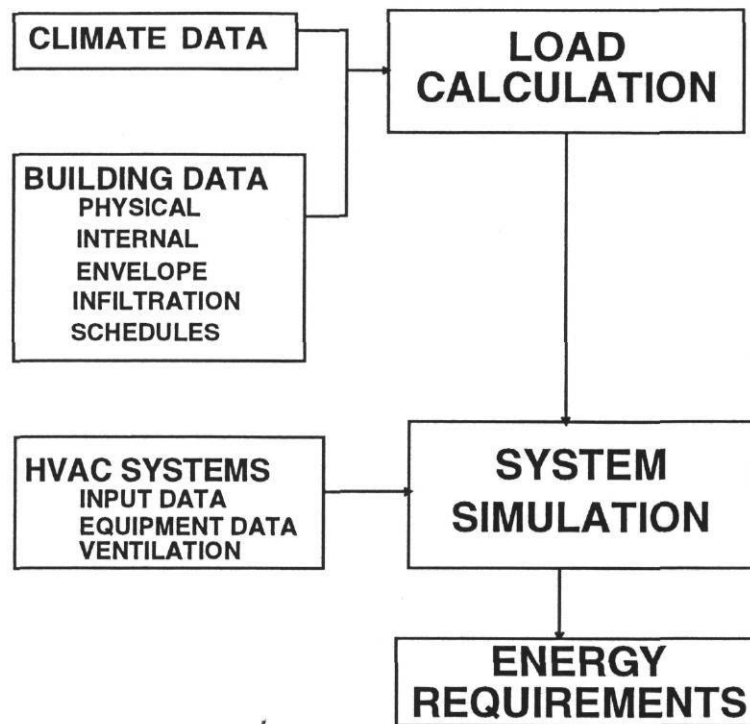 CLIMATE DATA
LOAD
CALCULATION
BUILDING DATA
PHYSICAL
INTERNAL
ENVELOPE
INFILTRATION
SCHEDULES
HVAC SYSTEMS
INPUT DATA
EQUIPMENT DATA
VENTILATION
SYSTEM
SIMULATION
ENERGY
REQUIREMENTS